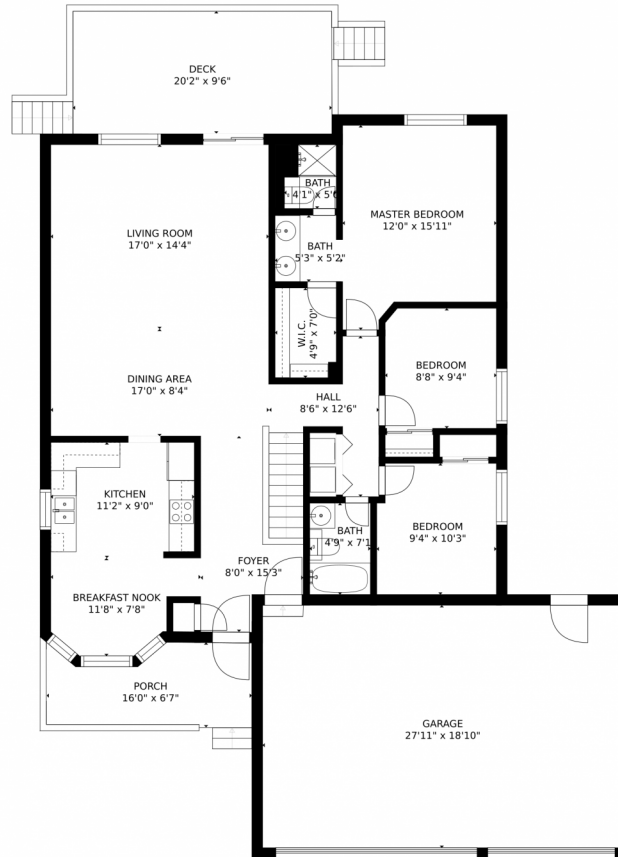 DECK
20'2" x 9'6"
BATH
4'1" x 5'
MASTER BEDROOM
12'0" x 15'11"
LIVING ROOM
17'0" x 14'4"
BATH
5'3" x 5'2"
W.I.C.
4'9" x 7'0"
BEDROOM
8'8" x 9'4"
DINING AREA
17'0" x 8'4"
HALL
8'6" x 12'6"
KITCHEN
11'2" x 9'0"
BATH
4'9" x 7'1
BEDROOM
9'4" x 10'3"
FOYER
8'0" x 15'3"
BREAKFAST NOOK
11'8" x 7'8"
PORCH
16'0" x 6'7"
GARAGE
27'11" x 18'10"